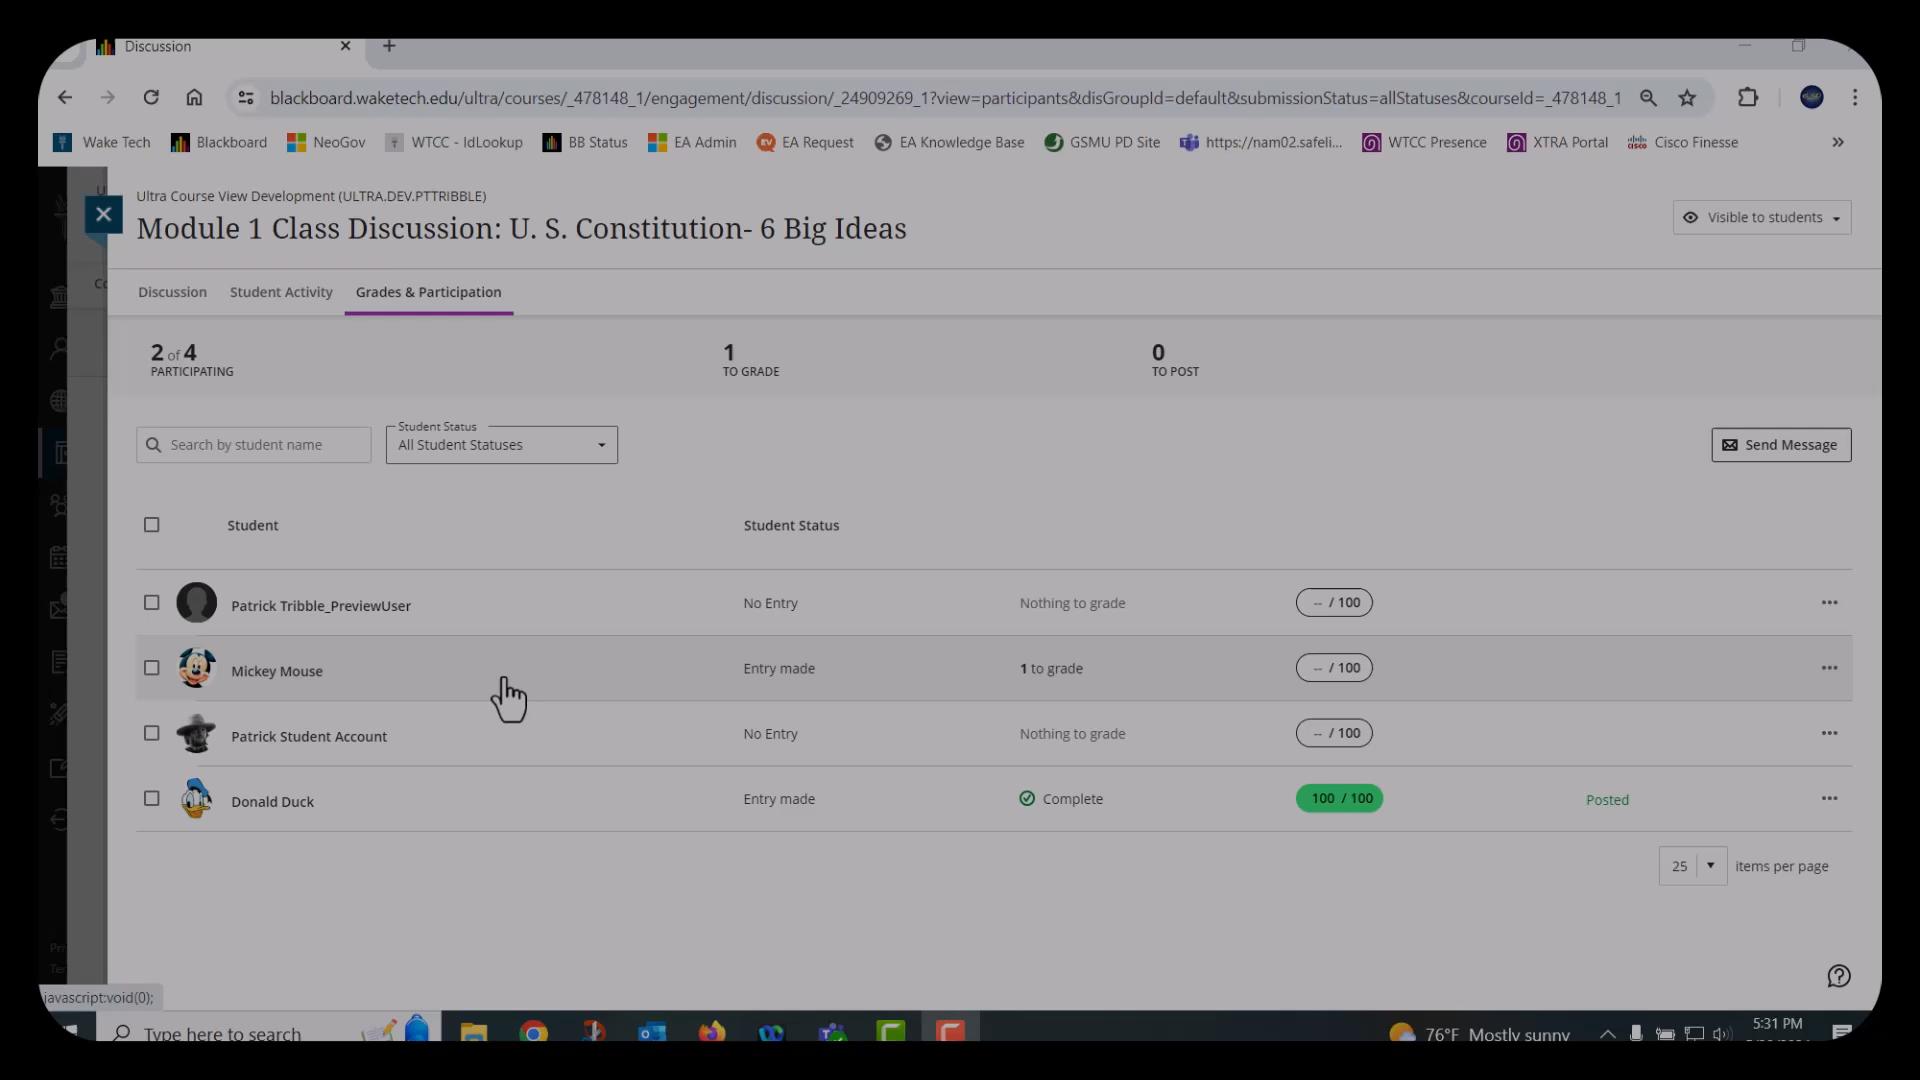 Discussion
blackboard.waketech.edu/ultra/courses/_478148_1/engagement/discussion/_24909269_1?view=participants&disGroupId=default&submissionStatus=allStatuses&courseId=_478148_1
Wake Tech Blackboard NeoGov WTCC - IdLookup BB Status EA Admin EA Request EA Knowledge Base GSMU PD Site https://nam02.safeli... WTCC Presence XTRA Portal Cisco Finesse
Ultra Course View Development (ULTRA.DEV.PTTRIBBLE)
Module 1 Class Discussion: U. S. Constitution- 6 Big Ideas
Visible to students
Discussion Student Activity Grades & Participation
2 of 4 1 0
PARTICIPATING TO GRADE TO POST
Search by student name
Student Status
All Student Statuses
Send Message
Student Student Status
Patrick Tribble_PreviewUser No Entry Nothing to grade -- / 100
Mickey Mouse Entry made 1 to grade -- / 100
Patrick Student Account No Entry Nothing to grade -- / 100
Donald Duck Entry made Complete 100 / 100 Posted
25 items per page
javascript:void(0);
Type here to search
76°F Mostly sunny
5:31 PM